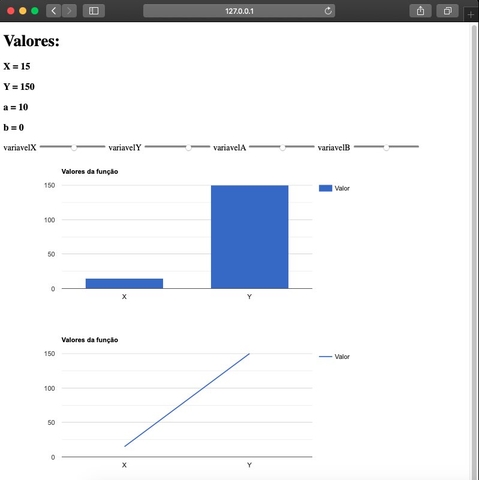 127.0.0.1
Valores:
X = 15
Y = 150
a = 10
b = 0
variavelX variavelY variavelA variavelB
Valores da função
150
Valor
100
50
0
X Y
Valores da função
150
Valor
100
50
0
X Y